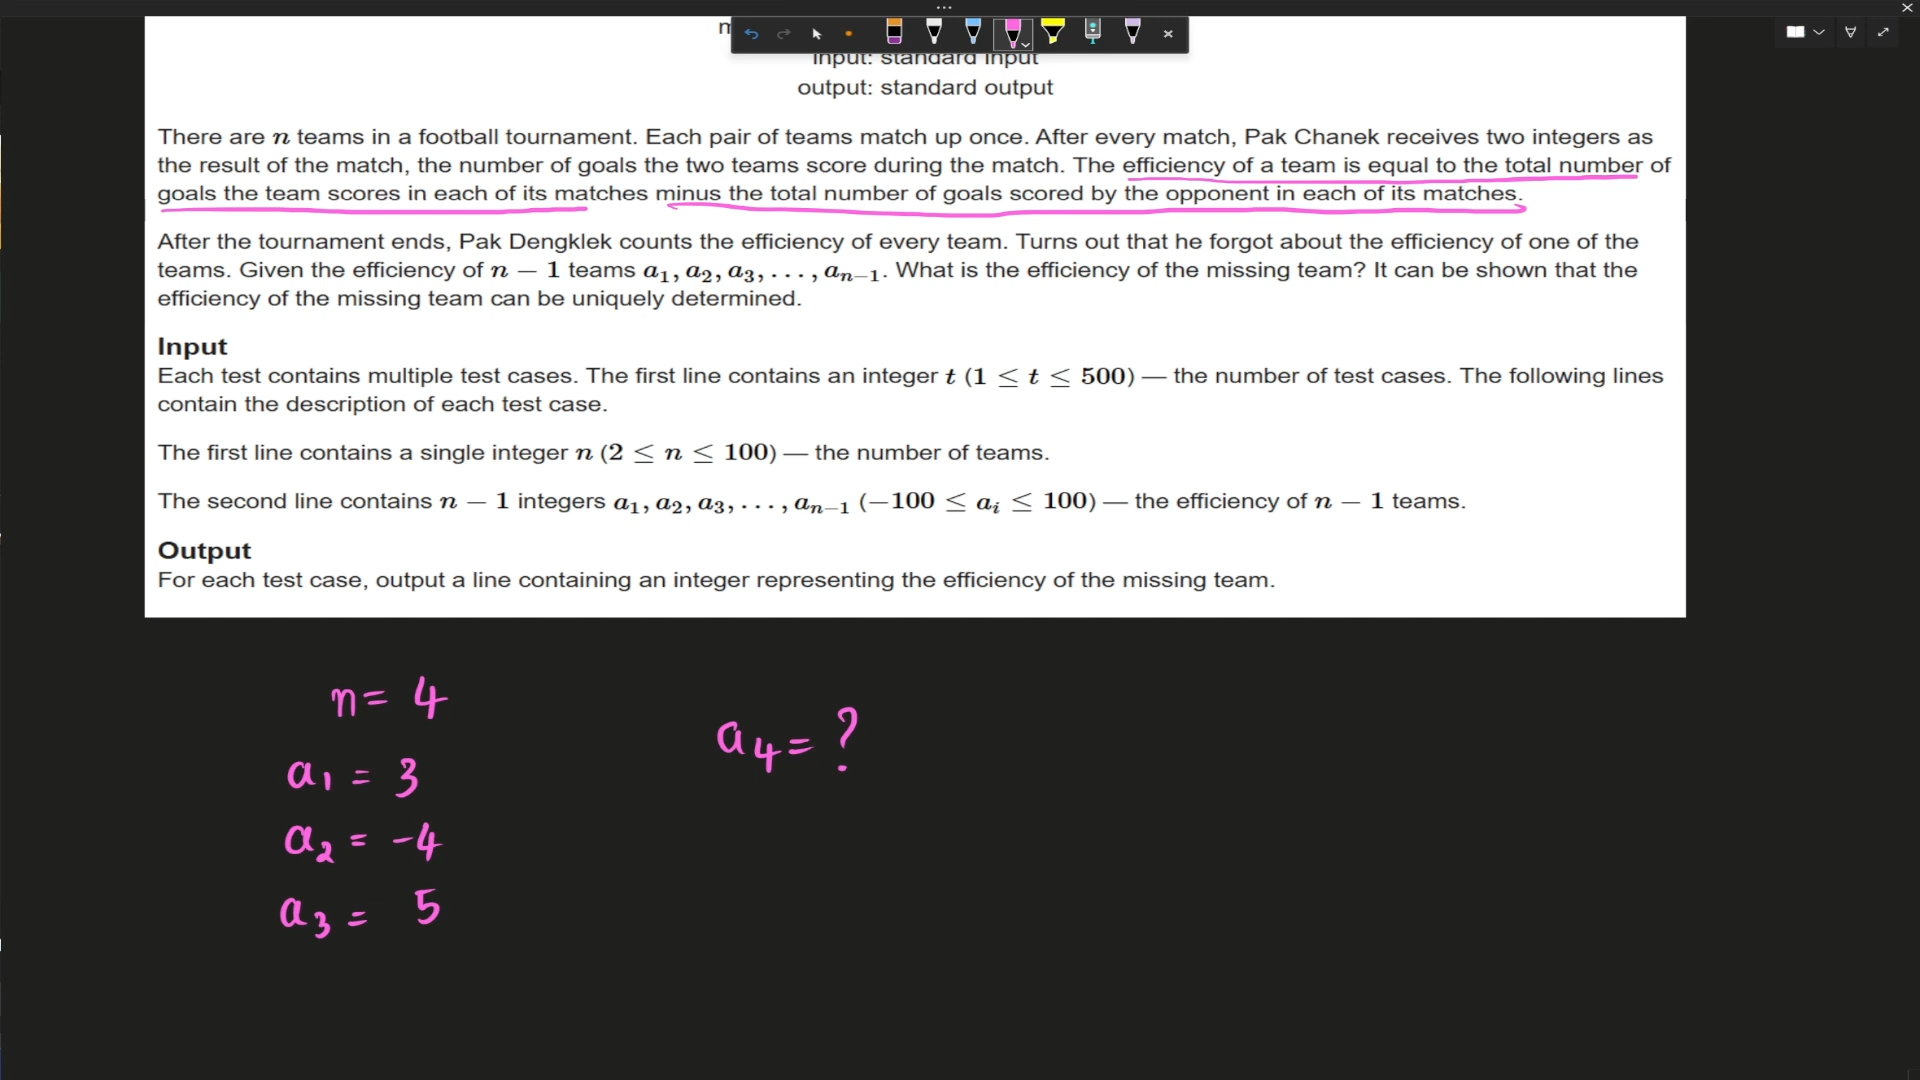 input: standard input
output: standard output
There are n teams in a football tournament. Each pair of teams match up once. After every match, Pak Chanek receives two integers as
the result of the match, the number of goals the two teams score during the match. The efficiency of a team is equal to the total number of
goals the team scores in each of its matches minus the total number of goals scored by the opponent in each of its matches.
After the tournament ends, Pak Dengklek counts the efficiency of every team. Turns out that he forgot about the efficiency of one of the
teams. Given the efficiency of n − 1 teams a₁, a₂, a₃, . . . , aₙ₋₁. What is the efficiency of the missing team? It can be shown that the
efficiency of the missing team can be uniquely determined.
Input
Each test contains multiple test cases. The first line contains an integer t (1 ≤ t ≤ 500) — the number of test cases. The following lines
contain the description of each test case.
The first line contains a single integer n (2 ≤ n ≤ 100) — the number of teams.
The second line contains n − 1 integers a₁, a₂, a₃, . . . , aₙ₋₁ (−100 ≤ aᵢ ≤ 100) — the efficiency of n − 1 teams.
Output
For each test case, output a line containing an integer representing the efficiency of the missing team.
n = 4
a₄ = ?
a₁ = 3
a₂ = -4
a₃ = 5